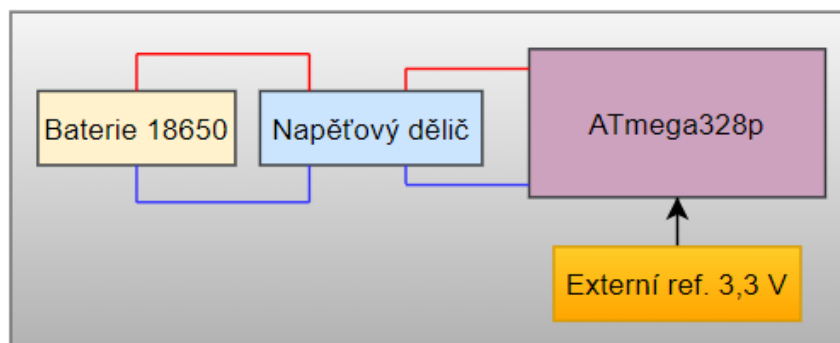 Baterie 18650
Napěťový dělič
ATmega328p
Externí ref. 3,3 V